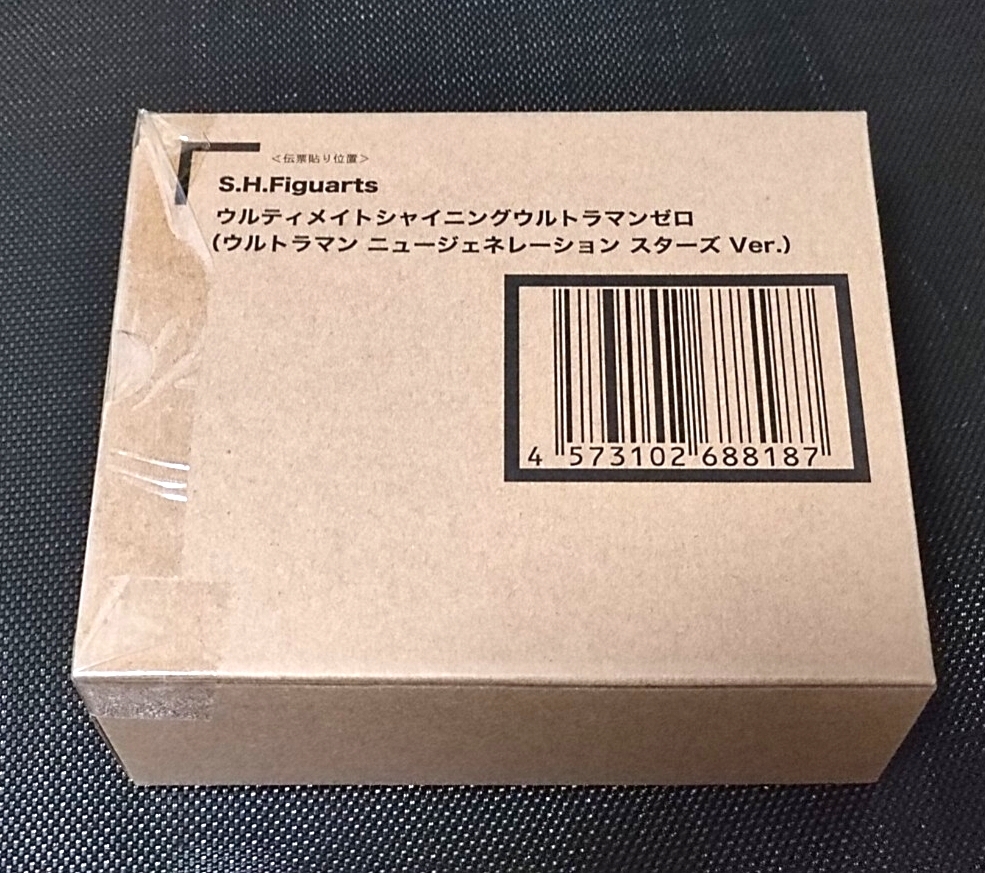 <伝票貼り位置>
S.H.Figuarts
ウルティメイトシャイニングウルトラマンゼロ
(ウルトラマン ニュージェネレーション スターズ Ver.)
4 573102 688187